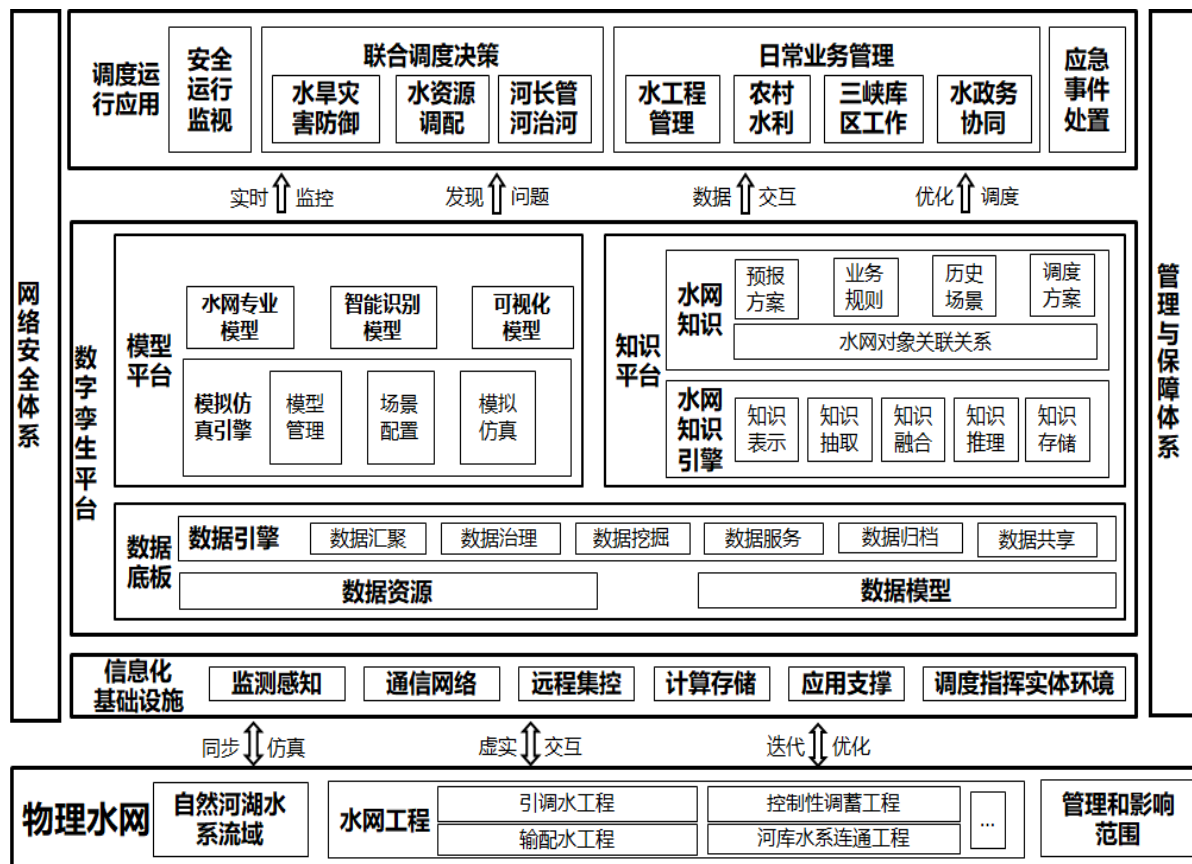 网络安全体系
调度运
行应用
安全
运行
监视
联合调度决策
水旱灾
害防御
水资源
调配
河长管
河治河
日常业务管理
水工程
管理
农村
水利
三峡库
区工作
水政务
协同
应急
事件
处置
实时 监控
发现 问题
数据 交互
优化 调度
数字孪生平台
模型
平台
水网专业
模型
智能识别
模型
可视化
模型
模拟仿
真引擎
模型
管理
场景
配置
模拟
仿真
知识
平台
水网
知识
预报
方案
业务
规则
历史
场景
调度
方案
水网对象关联关系
水网
知识
引擎
知识
表示
知识
抽取
知识
融合
知识
推理
知识
存储
数据
底板
数据引擎
数据汇聚
数据治理
数据挖掘
数据服务
数据归档
数据共享
数据资源
数据模型
信息化
基础设施
监测感知
通信网络
远程集控
计算存储
应用支撑
调度指挥实体环境
管理与保障体系
同步 仿真
虚实 交互
迭代 优化
物理水网
自然河湖水
系流域
水网工程
引调水工程
控制性调蓄工程
输配水工程
河库水系连通工程
...
管理和影响
范围